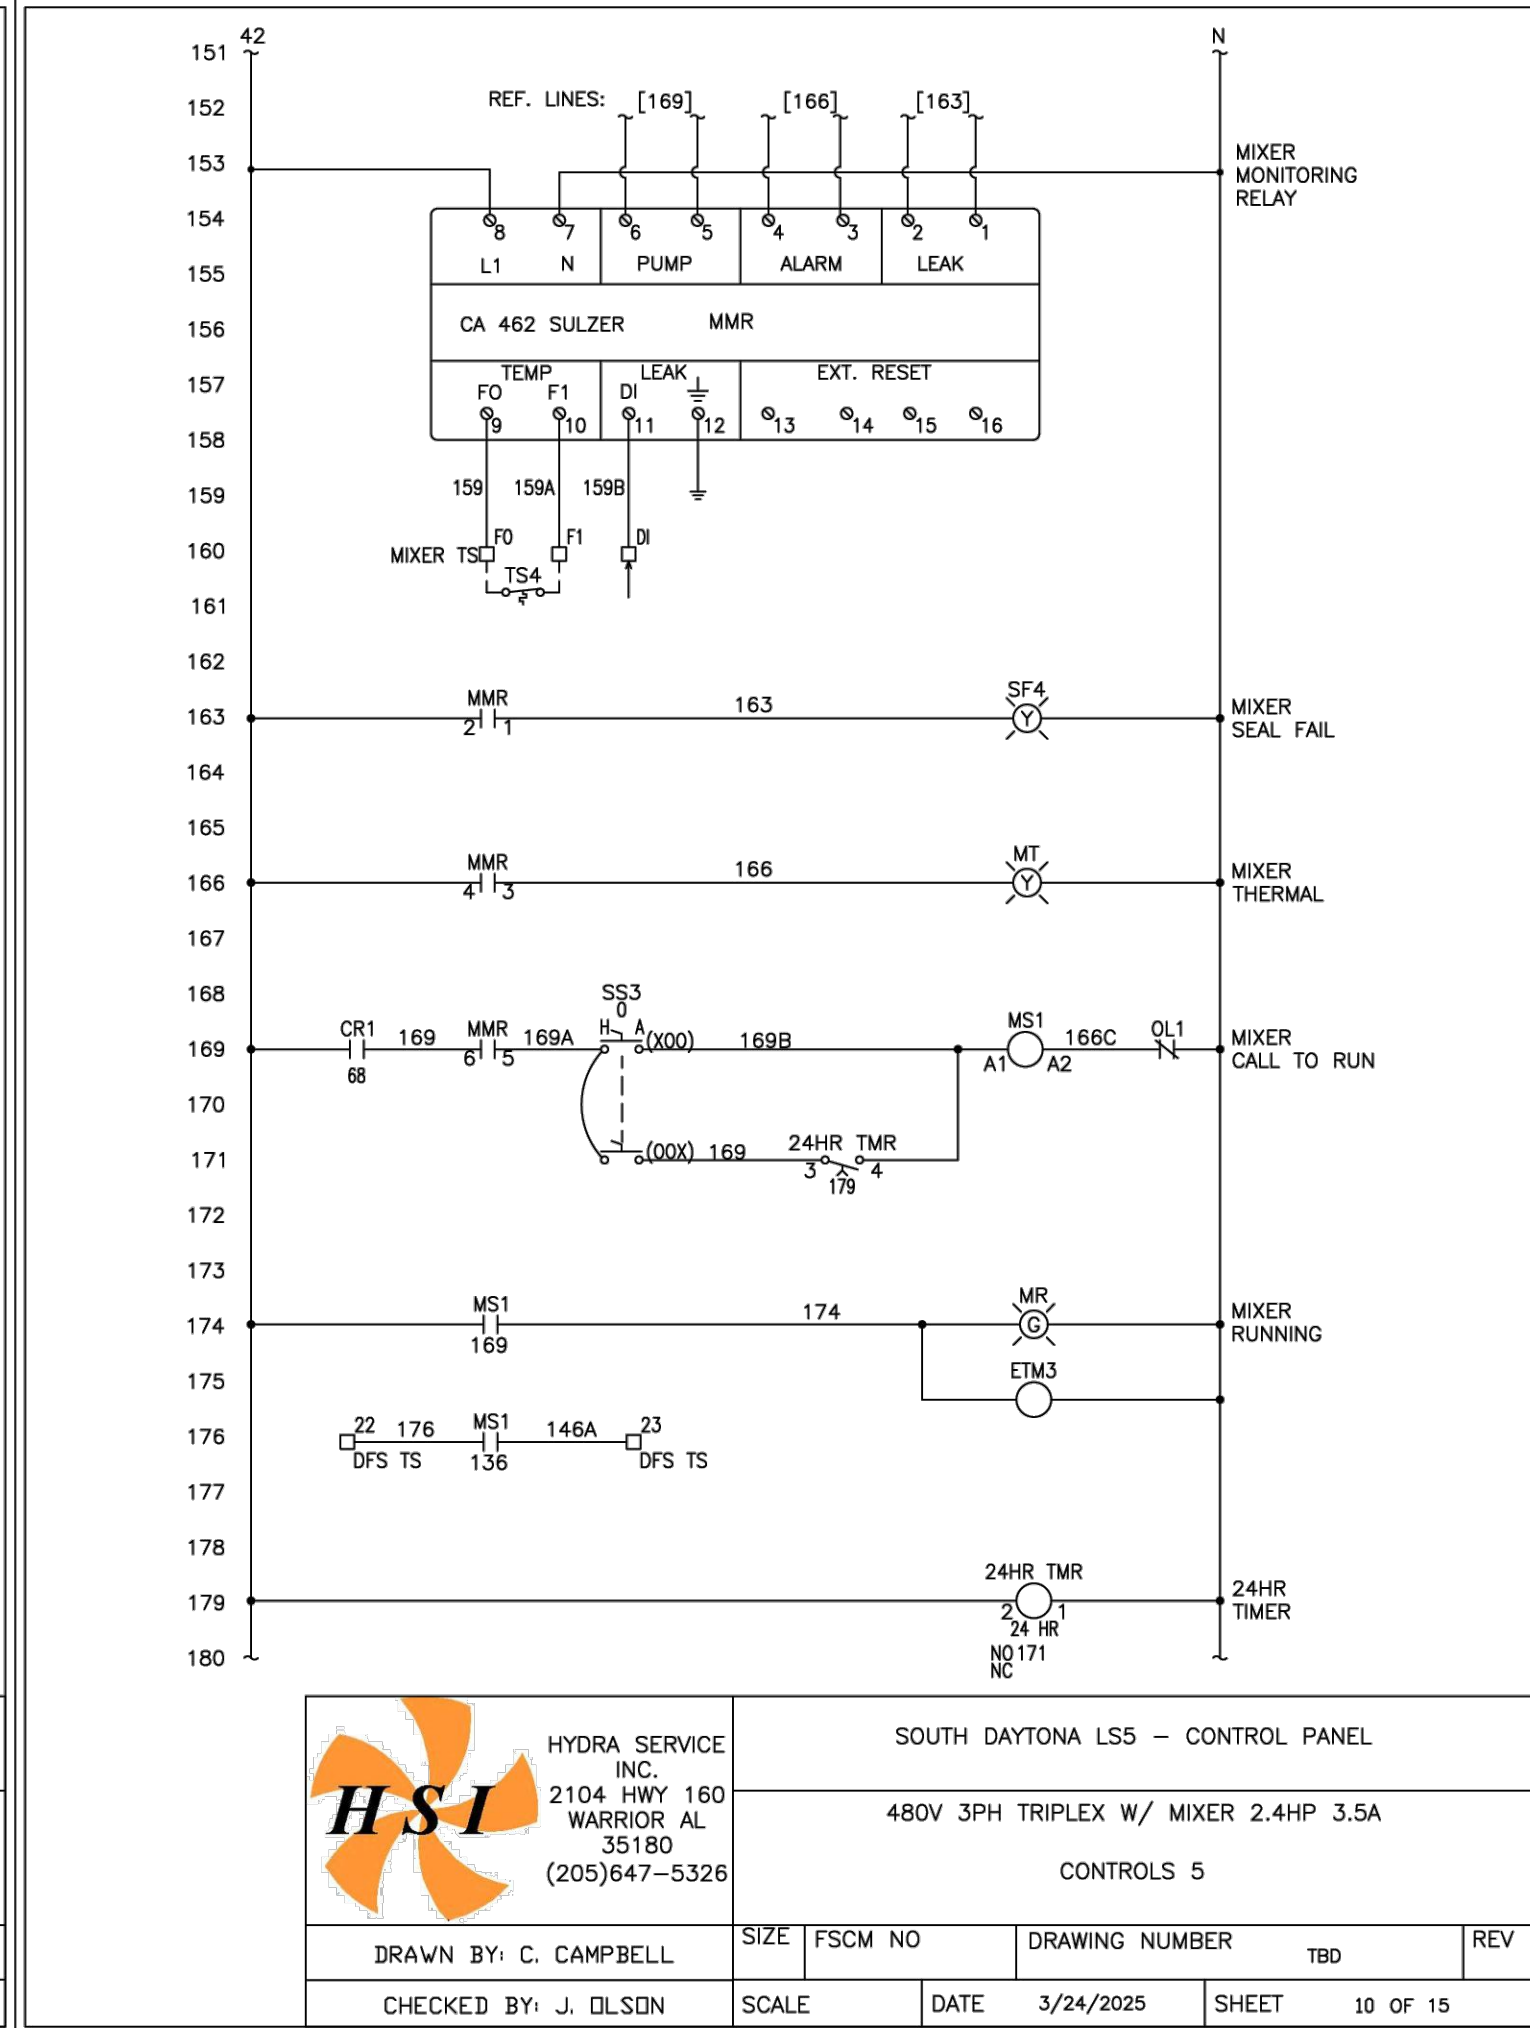 42
N
151
152
REF. LINES: [169] [166] [163]
153
MIXER
MONITORING
RELAY
154
8 7 6 5 4 3 2 1
155
L1 N PUMP ALARM LEAK
156
CA 462 SULZER MMR
157
TEMP LEAK EXT. RESET
FO F1 DI
9 10 11 12 13 14 15 16
158
159
159 159A 159B
160
MIXER TS F0 F1 DI
TS4
161
162
163
MMR
2 1
163
SF4
Y
MIXER
SEAL FAIL
164
165
166
MMR
4 3
166
MT
Y
MIXER
THERMAL
167
168
SS3
0
H A
169
CR1
68
169
MMR
6 5
169A
(X00)
169B
MS1
A1 A2
166C
OL1
MIXER
CALL TO RUN
170
171
(00X) 169
24HR TMR
3 4
179
172
173
174
MS1
169
174
MR
G
MIXER
RUNNING
175
ETM3
176
22 176 MS1 146A 23
DFS TS 136 DFS TS
177
178
179
24HR TMR
2 1
24 HR
NO 171
NC
24HR
TIMER
180
HSI
HYDRA SERVICE
INC.
2104 HWY 160
WARRIOR AL
35180
(205)647-5326
SOUTH DAYTONA LS5 - CONTROL PANEL
480V 3PH TRIPLEX W/ MIXER 2.4HP 3.5A
CONTROLS 5
DRAWN BY: C. CAMPBELL
SIZE FSCM NO DRAWING NUMBER TBD REV
CHECKED BY: J. OLSON
SCALE DATE 3/24/2025 SHEET 10 OF 15